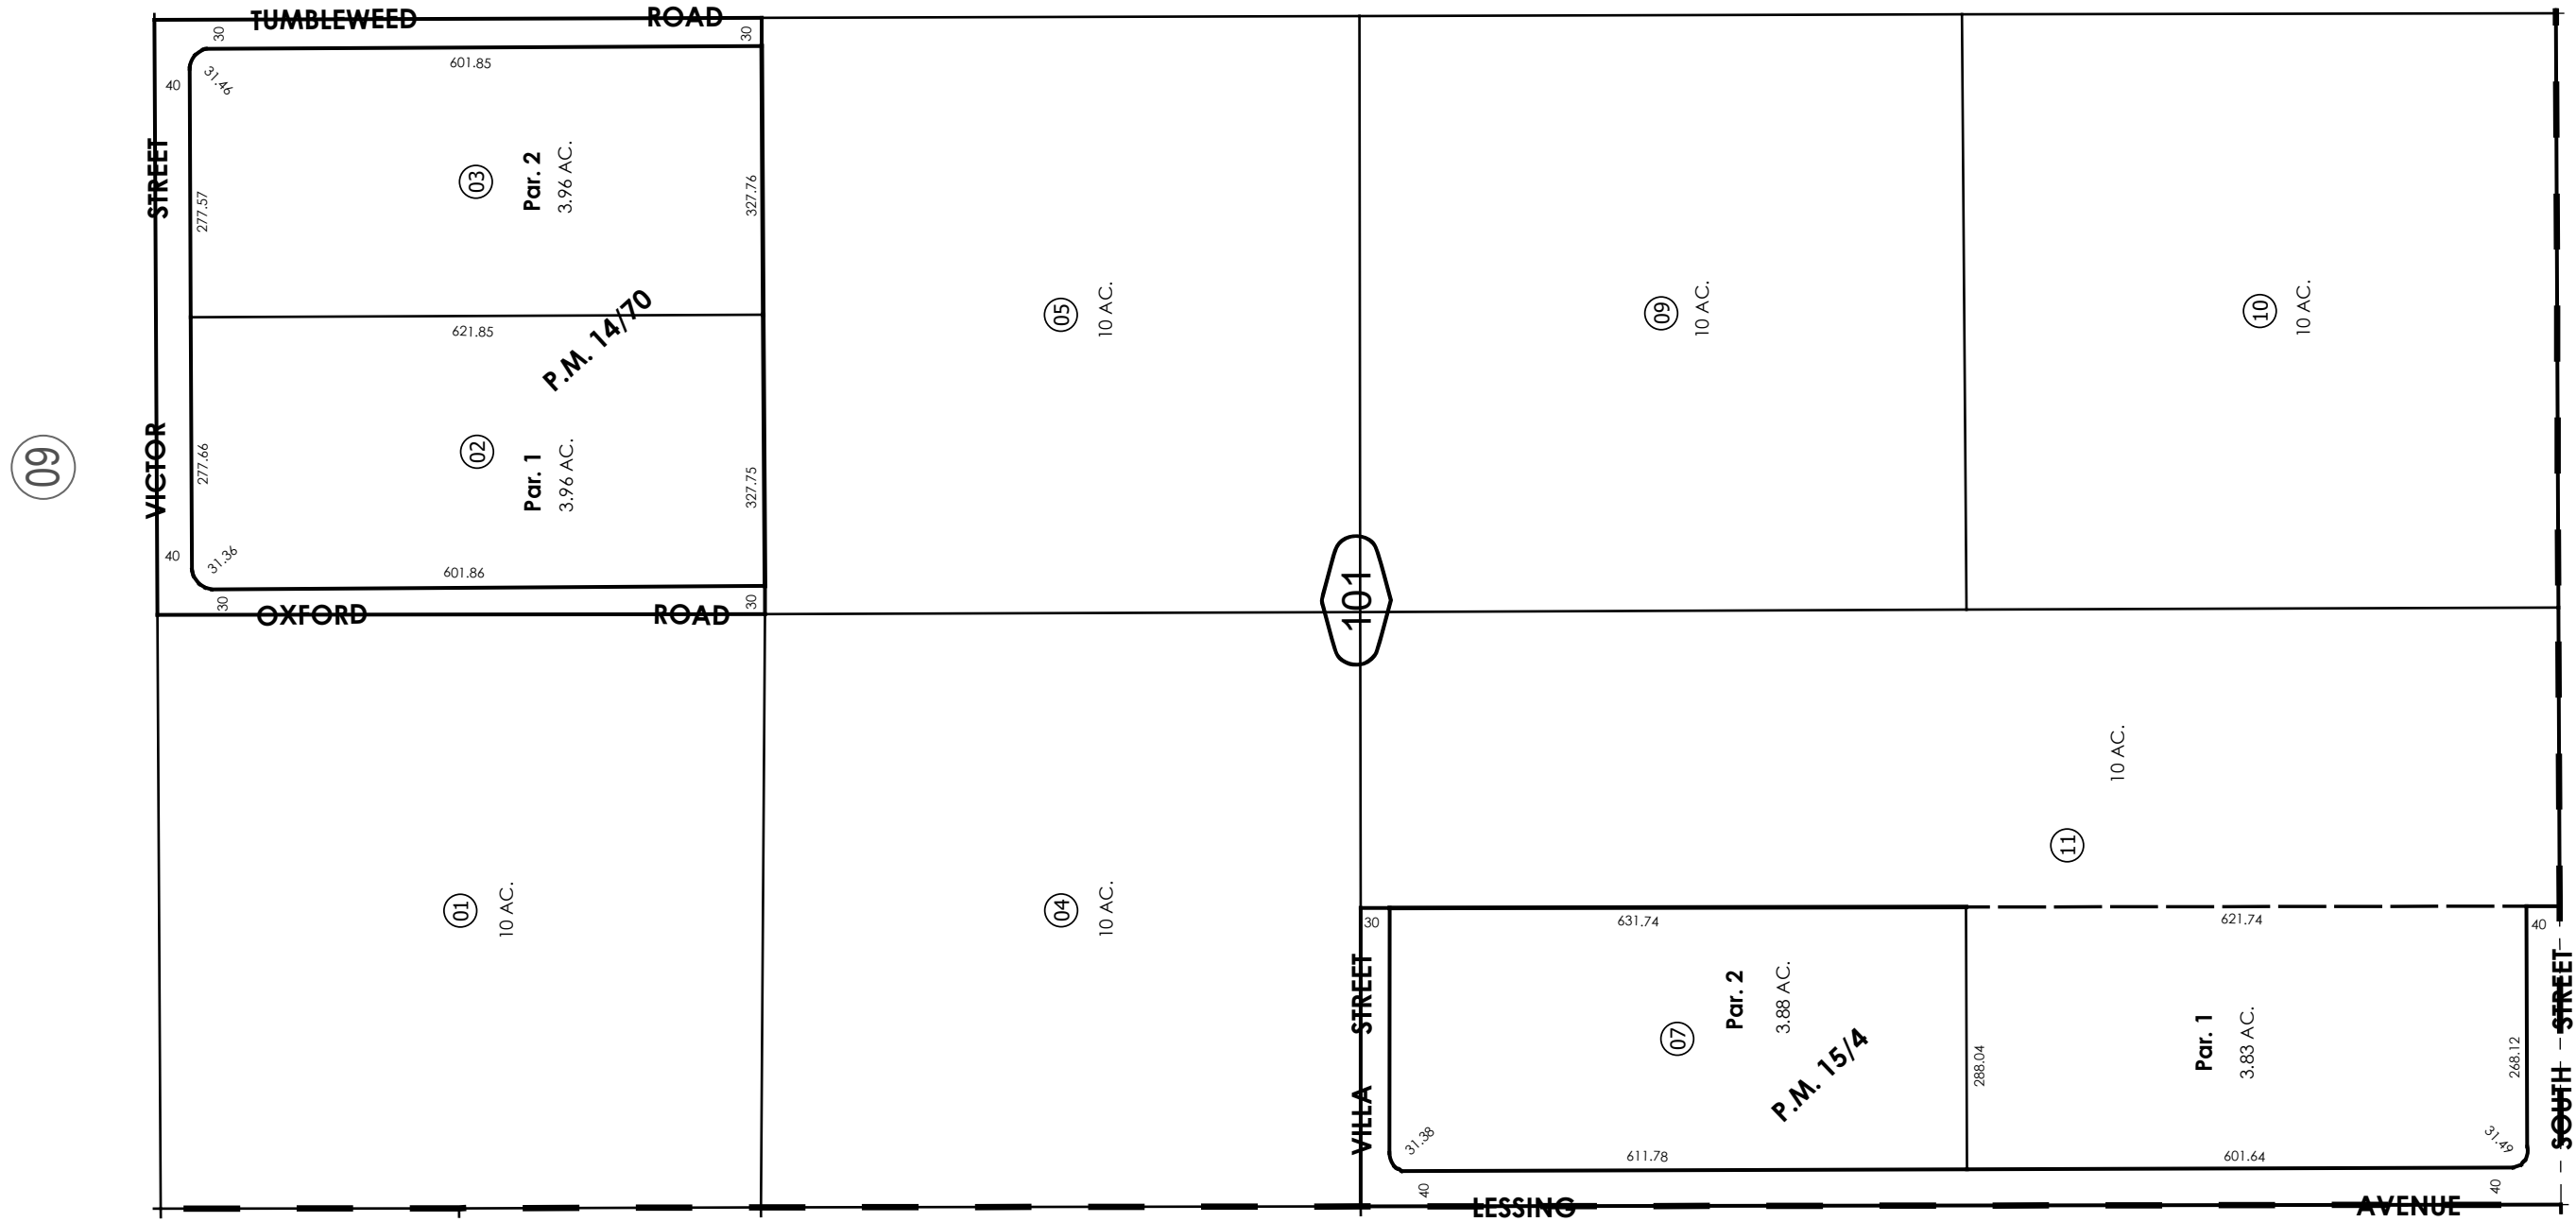 TUMBLEWEED ROAD
30
30
601.85
31.46
40
VICTOR STREET
277.57
03
Par. 2
3.96 AC.
327.76
621.85
P.M. 14/70
09
277.66
02
Par. 1
3.96 AC.
327.75
40
31.36
601.86
30
30
OXFORD ROAD
05
10 AC.
09
10 AC.
10
10 AC.
101
01
10 AC.
04
10 AC.
11
10 AC.
30
631.74
621.74
40
VILLA STREET
07
Par. 2
3.88 AC.
P.M. 15/4
288.04
Par. 1
3.83 AC.
268.12
SOUTH STREET
31.38
611.78
601.64
31.49
40
40
LESSING AVENUE